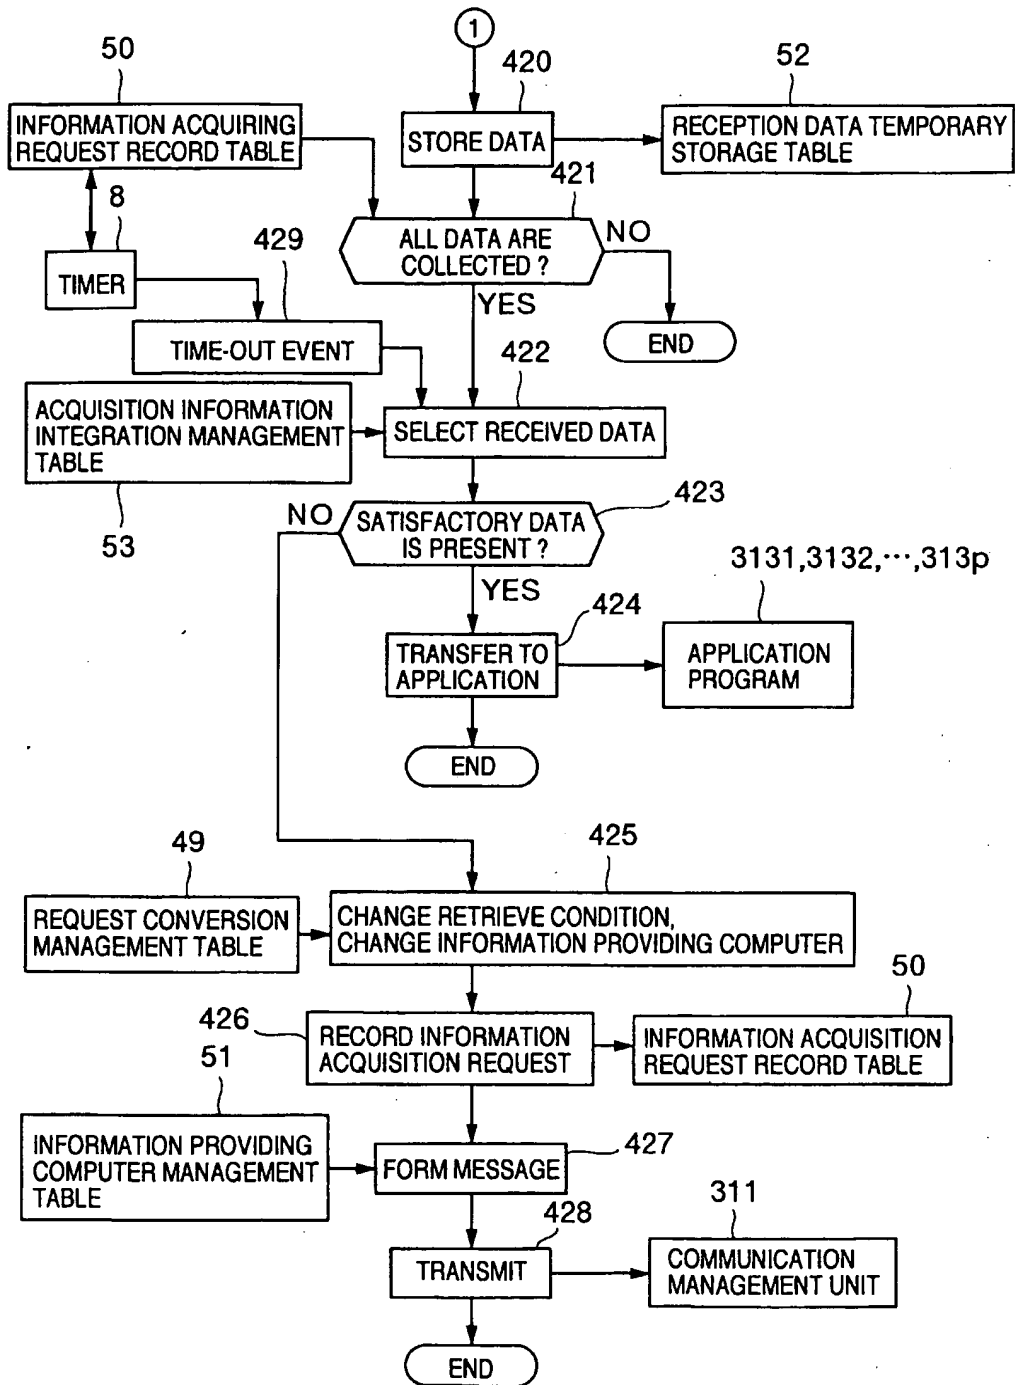 1
50
420
52
INFORMATION ACQUIRING
REQUEST RECORD TABLE
STORE DATA
RECEPTION DATA TEMPORARY
STORAGE TABLE
421
8
429
ALL DATA ARE
COLLECTED ?
NO
TIMER
YES
TIME-OUT EVENT
END
422
ACQUISITION INFORMATION
INTEGRATION MANAGEMENT
TABLE
SELECT RECEIVED DATA
53
423
NO
SATISFACTORY DATA
IS PRESENT ?
YES
3131,3132,···,313p
424
TRANSFER TO
APPLICATION
APPLICATION
PROGRAM
END
49
425
REQUEST CONVERSION
MANAGEMENT TABLE
CHANGE RETRIEVE CONDITION,
CHANGE INFORMATION PROVIDING COMPUTER
50
426
RECORD INFORMATION
ACQUISITION REQUEST
INFORMATION ACQUISITION
REQUEST RECORD TABLE
51
INFORMATION PROVIDING
COMPUTER MANAGEMENT
TABLE
FORM MESSAGE
427
428
311
TRANSMIT
COMMUNICATION
MANAGEMENT UNIT
END